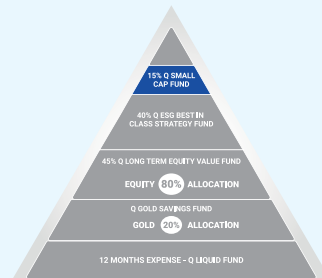 15% Q SMALL
CAP FUND
40% Q ESG BEST IN
CLASS STRATEGY FUND
45% Q LONG TERM EQUITY VALUE FUND
EQUITY 80% ALLOCATION
Q GOLD SAVINGS FUND
GOLD 20% ALLOCATION
12 MONTHS EXPENSE - Q LIQUID FUND